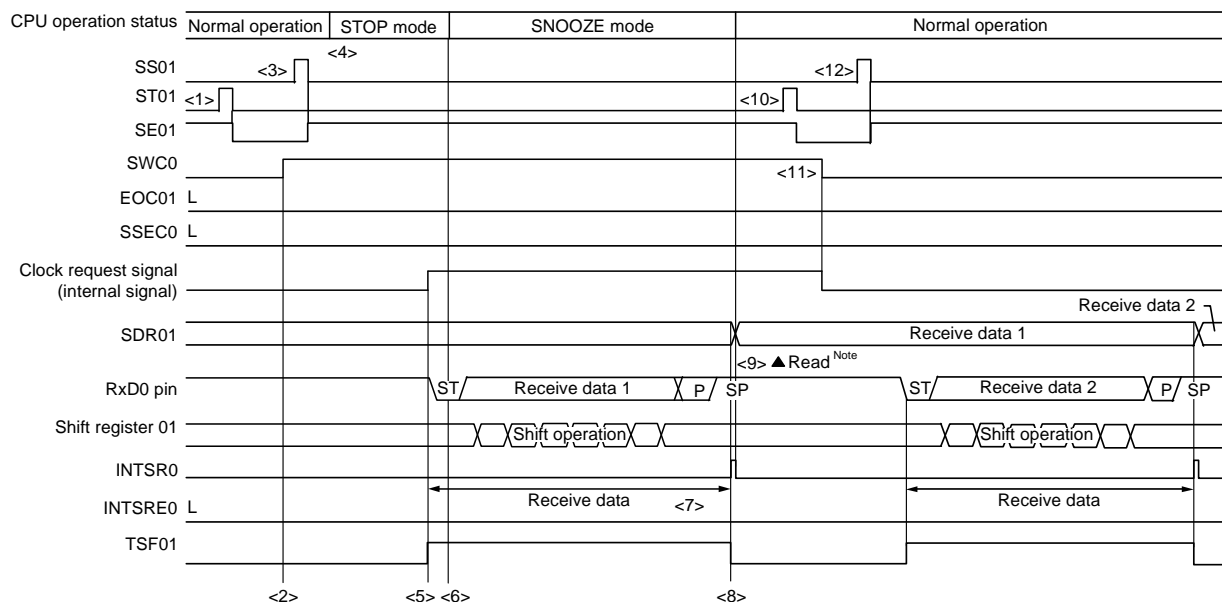 CPU operation status Normal operation STOP mode SNOOZE mode Normal operation
<4>
SS01 <3> <12>
ST01 <1> <10>
SE01
SWC0 <11>
EOC01 L
SSEC0 L
Clock request signal
(internal signal)
Receive data 2
SDR01 Receive data 1
<9> ▲ Read Note
RxD0 pin ST Receive data 1 P SP ST Receive data 2 P SP
Shift register 01 Shift operation Shift operation
INTSR0
Receive data <7> Receive data
INTSRE0 L
TSF01
<2> <5> <6> <8>